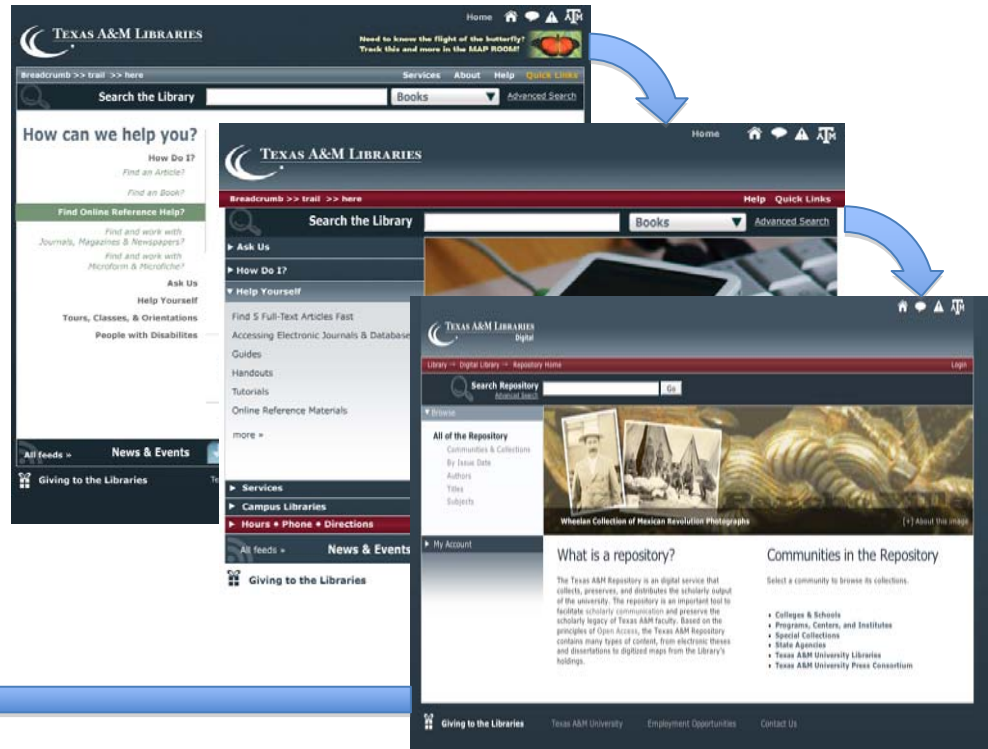 Home
TEXAS A&M LIBRARIES
Need to know the flight of the butterfly?
Track this and more in the MAP ROOM!
Breadcrumb >> trail >> here
Services About Help Quick Links
Search the Library
Books
Advanced Search
How can we help you?
How Do I?
Find an Article?
Find an Book?
Find Online Reference Help?
Find and work with
Journals, Magazines & Newspapers?
Find and work with
Microform & Microfiche?
Ask Us
Help Yourself
Tours, Classes, & Orientations
People with Disabilites
All feeds »
News & Events
Giving to the Libraries
Te
Home
TEXAS A&M LIBRARIES
Breadcrumb >> trail >> here
Help Quick Links
Search the Library
Books
Advanced Search
Ask Us
How Do I?
Help Yourself
Find 5 Full-Text Articles Fast
Accessing Electronic Journals & Database
Guides
Handouts
Tutorials
Online Reference Materials
more »
Services
Campus Libraries
Hours • Phone • Directions
All feeds »
News & Events
Giving to the Libraries
TEXAS A&M LIBRARIES
Digital
Library → Digital Library → Repository Home
Login
Search Repository
Advanced Search
Go
Browse
All of the Repository
Communities & Collections
By Issue Date
Authors
Titles
Subjects
Wheelan Collection of Mexican Revolution Photographs
[+] About this image
My Account
What is a repository?
The Texas A&M Repository is an digital service that
collects, preserves, and distributes the scholarly output
of the university. The repository is an important tool to
facilitate scholarly communication and preserve the
scholarly legacy of Texas A&M faculty. Based on the
principles of Open Access, the Texas A&M Repository
contains many types of content, from electronic theses
and dissertations to digitized maps from the Library's
holdings.
Communities in the Repository
Select a community to browse its collections.
Colleges & Schools
Programs, Centers, and Institutes
Special Collections
State Agencies
Texas A&M University Libraries
Texas A&M University Press Consortium
Giving to the Libraries
Texas A&M University
Employment Opportunities
Contact Us